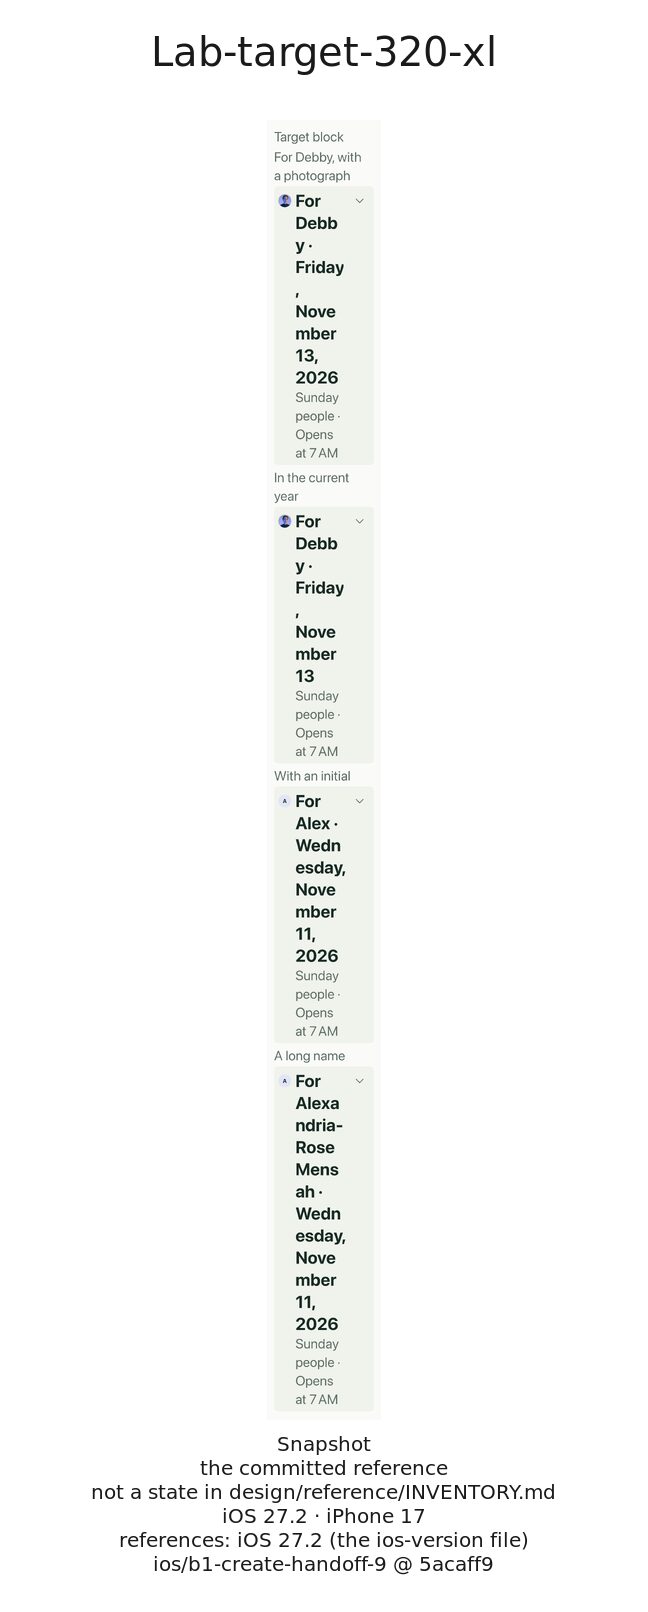 Lab-target-320-xl
Target block
For Debby, with
a photograph
For
Debb
y ·
Friday
,
Nove
mber
13,
2026
Sunday
people ·
Opens
at 7 AM
In the current
year
For
Debb
y ·
Friday
,
Nove
mber
13
Sunday
people ·
Opens
at 7 AM
With an initial
A
For
Alex ·
Wedn
esday,
Nove
mber
11,
2026
Sunday
people ·
Opens
at 7 AM
A long name
A
For
Alexa
ndria-
Rose
Mens
ah ·
Wedn
esday,
Nove
mber
11,
2026
Sunday
people ·
Opens
at 7 AM
Snapshot
the committed reference
not a state in design/reference/INVENTORY.md
iOS 27.2 · iPhone 17
references: iOS 27.2 (the ios-version file)
ios/b1-create-handoff-9 @ 5acaff9